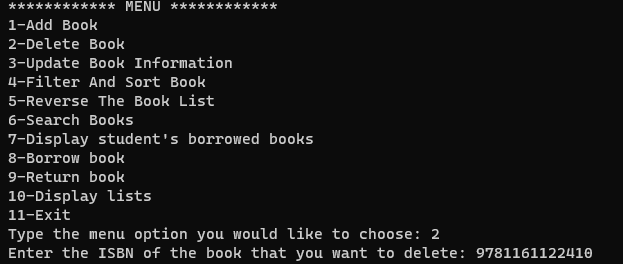 ************ MENU ************
1-Add Book
2-Delete Book
3-Update Book Information
4-Filter And Sort Book
5-Reverse The Book List
6-Search Books
7-Display student's borrowed books
8-Borrow book
9-Return book
10-Display lists
11-Exit
Type the menu option you would like to choose: 2
Enter the ISBN of the book that you want to delete: 9781161122410